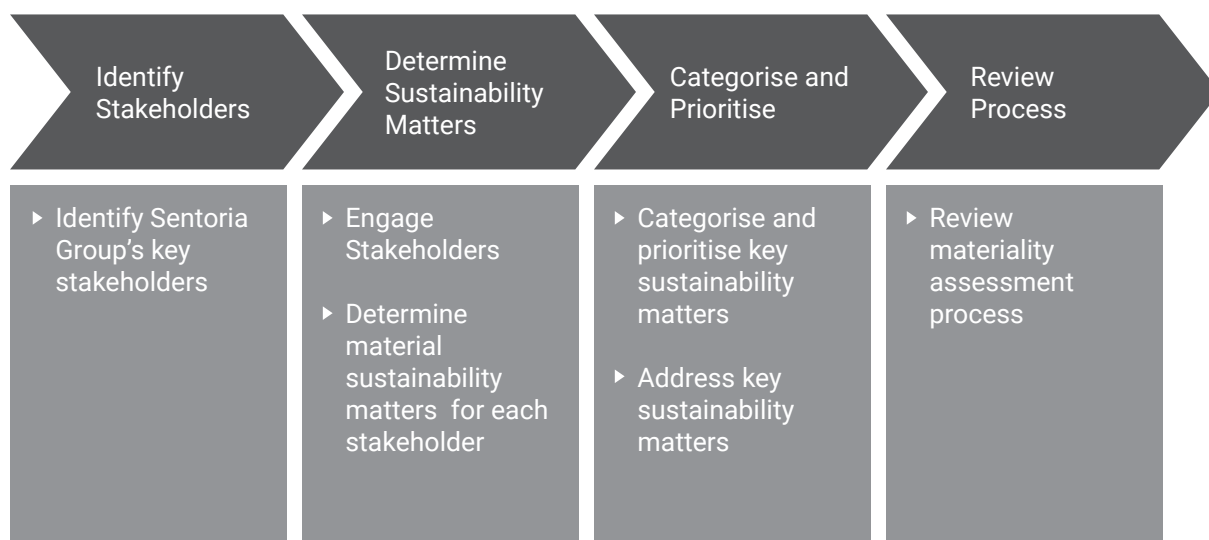 Identify
Stakeholders
Determine
Sustainability
Matters
Categorise and
Prioritise
Review
Process
Identify Sentoria
Group’s key
stakeholders
Engage
Stakeholders
Determine
material
sustainability
matters  for each
stakeholder
Categorise and
prioritise key
sustainability
matters
Address key
sustainability
matters
Review
materiality
assessment
process